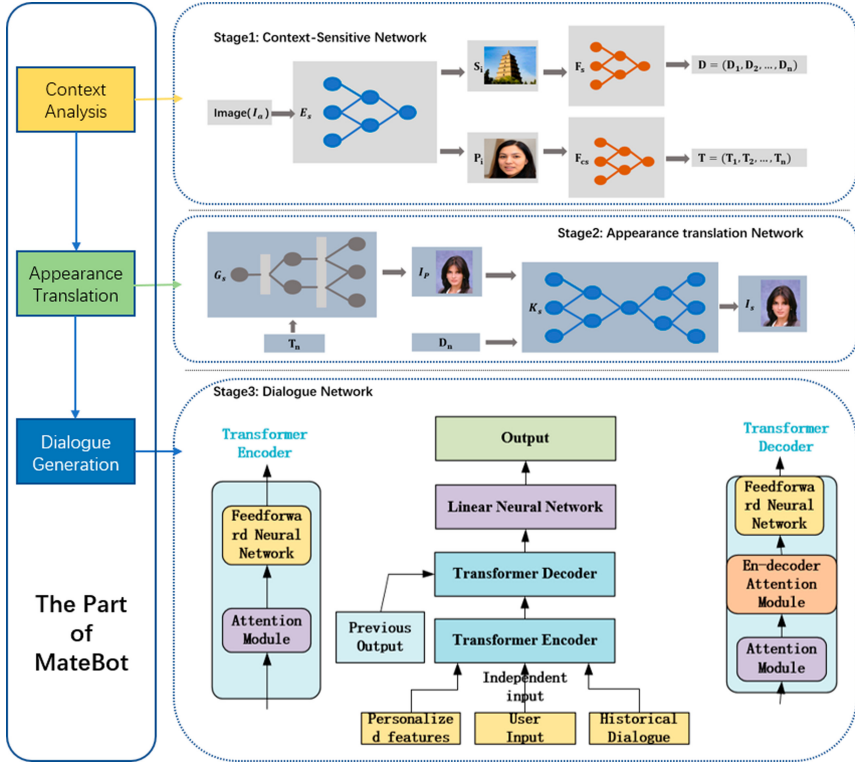 Context
Analysis
Appearance
Translation
Dialogue
Generation
The Part
of
MateBot
Stage1: Context-Sensitive Network
Image(Iₐ)
Eₛ
Sᵢ
Fₛ
D = (D₁, D₂, ..., Dₙ)
Pᵢ
F_cs
T = (T₁, T₂, ..., Tₙ)
Stage2: Appearance translation Network
Gₛ
Tₙ
I_P
Dₙ
Kₛ
Iₛ
Stage3: Dialogue Network
Transformer
Encoder
Feedforwa
rd Neural
Network
Attention
Module
Output
Linear Neural Network
Transformer Decoder
Previous
Output
Transformer Encoder
Independent
input
Personalize
d features
User
Input
Historical
Dialogue
Transformer
Decoder
Feedforwa
rd Neural
Network
En-decoder
Attention
Module
Attention
Module